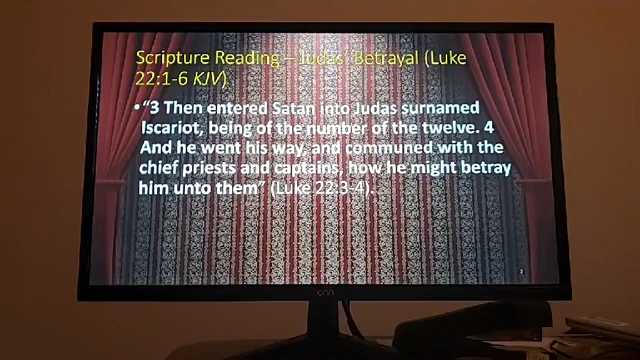 Scripture Reading – Judas' Betrayal (Luke
22:1-6 KJV)
•"3 Then entered Satan into Judas surnamed
Iscariot, being of the number of the twelve. 4
And he went his way, and communed with the
chief priests and captains, how he might betray
him unto them" (Luke 22:3-4).
3
onn